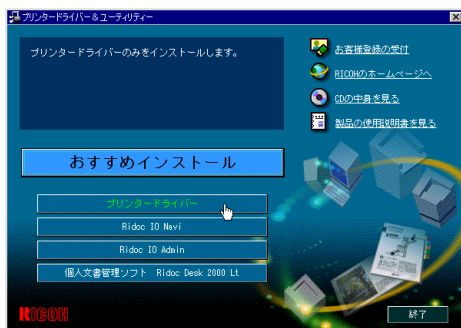 プリンタードライバー&ユーティリティー
プリンタードライバーのみをインストールします。
お客様登録の受付
RICOHのホームページへ
CDの中身を見る
製品の使用説明書を見る
おすすめインストール
プリンタードライバー
Ridoc IO Navi
Ridoc IO Admin
個人文書管理ソフト Ridoc Desk 2000 Lt
RICOH
終了